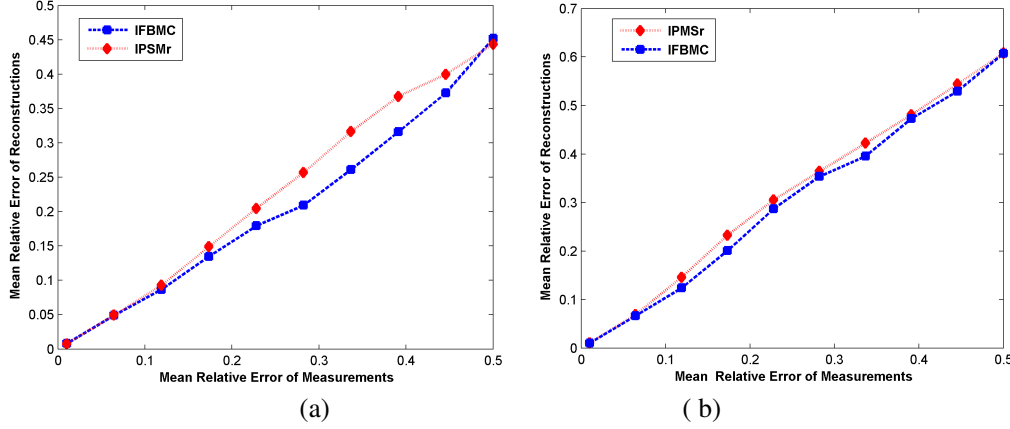 IFBMC
IPSMr
0.5
0.45
0.4
0.35
0.3
0.25
0.2
0.15
0.1
0.05
0
Mean Relative Error of Reconstructions
0 0.1 0.2 0.3 0.4 0.5
Mean Relative Error of Measurements
(a)
IPMSr
IFBMC
0.7
0.6
0.5
0.4
0.3
0.2
0.1
0
Mean Relative Error of Reconstructions
0 0.1 0.2 0.3 0.4 0.5
Mean Relative Error of Measurements
( b)